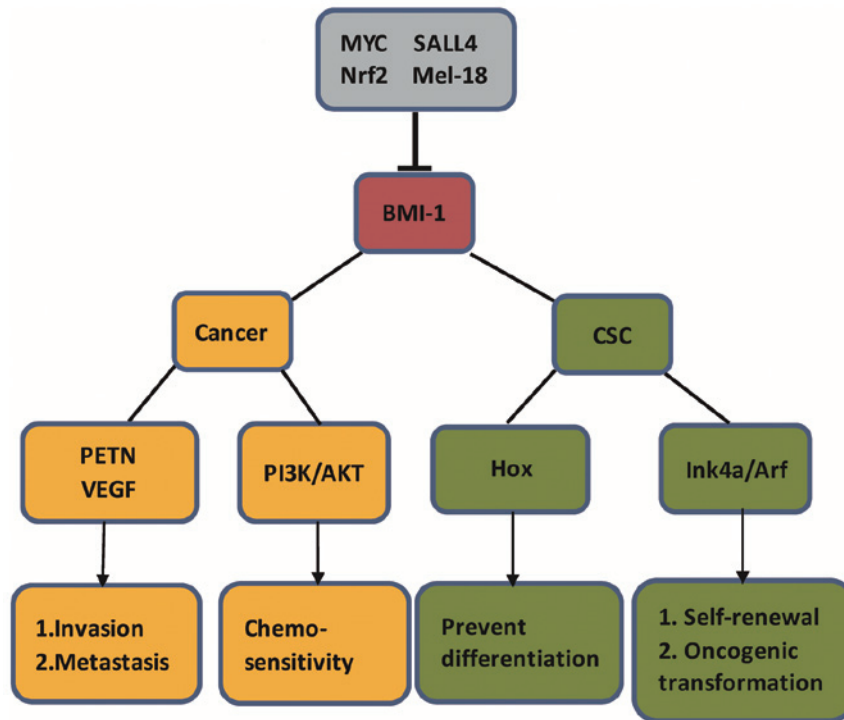 MYC SALL4
Nrf2 Mel-18
BMI-1
Cancer
CSC
PETN
VEGF
PI3K/AKT
Hox
Ink4a/Arf
1.Invasion
2.Metastasis
Chemo-
sensitivity
Prevent
differentiation
1. Self-renewal
2. Oncogenic
transformation